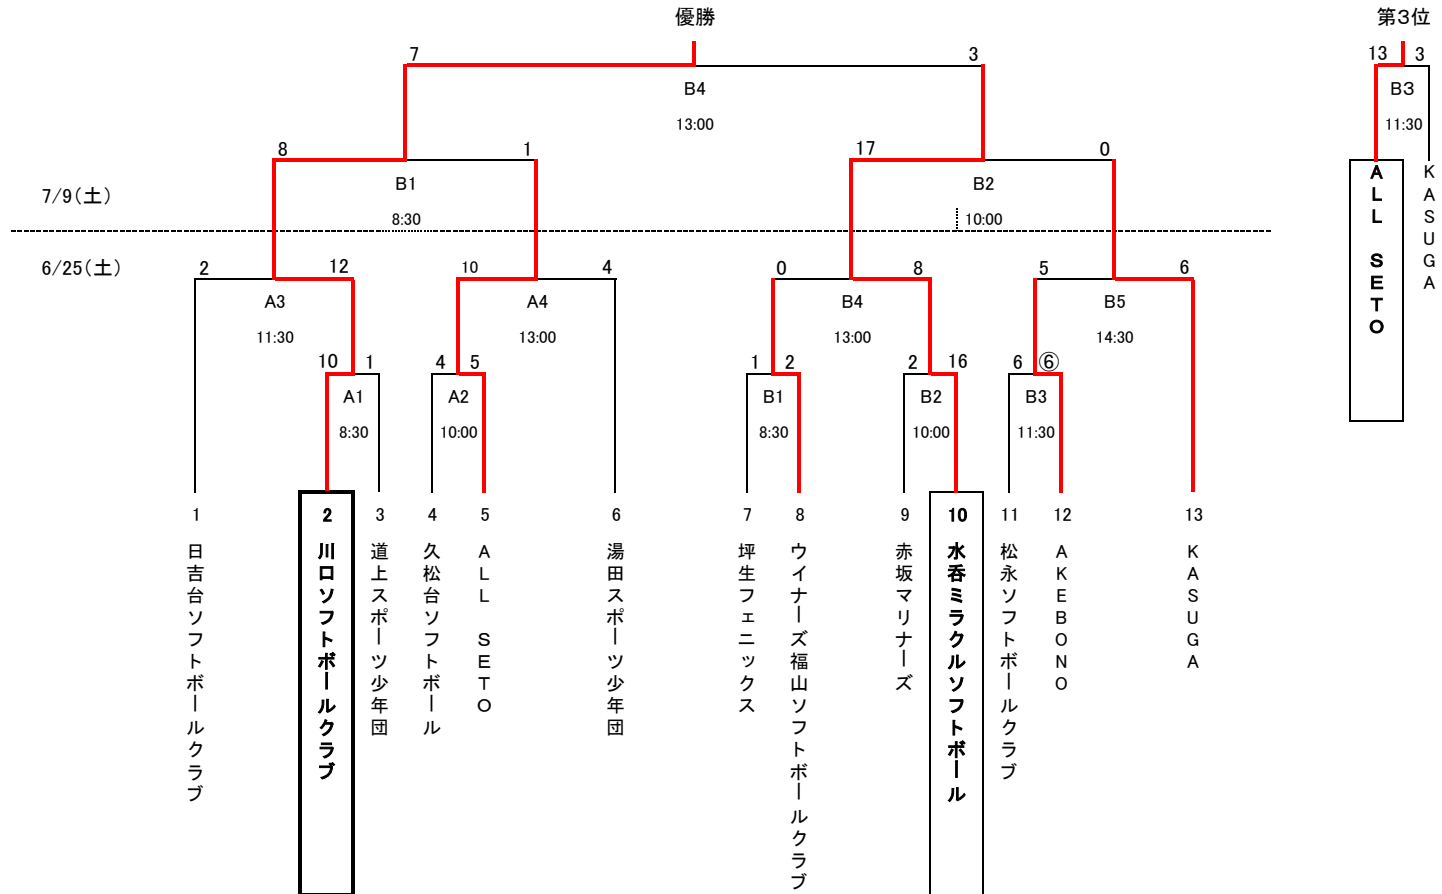 優勝
第3位
7 3
13 3
B4
B3
13:00
11:30
8 1 17 0
ALL SETO
KASUGA
7/9(土)
B1 B2
8:30 10:00
6/25(土)
2 12 10 4 0 8 5 6
A3 A4 B4 B5
11:30 13:00 13:00 14:30
10 1 4 5 1 2 2 16 6 ⑥
A1 A2 B1 B2 B3
8:30 10:00 8:30 10:00 11:30
1 2 3 4 5 6 7 8 9 10 11 12 13
日吉台ソフトボールクラブ
川口ソフトボールクラブ
道上スポーツ少年団
久松台ソフトボール
ALL SETO
湯田スポーツ少年団
坪生フェニックス
ウイナーズ福山ソフトボールクラブ
赤坂マリナーズ
水呑ミラクルソフトボール
松永ソフトボールクラブ
AKEBONO
KASUGA